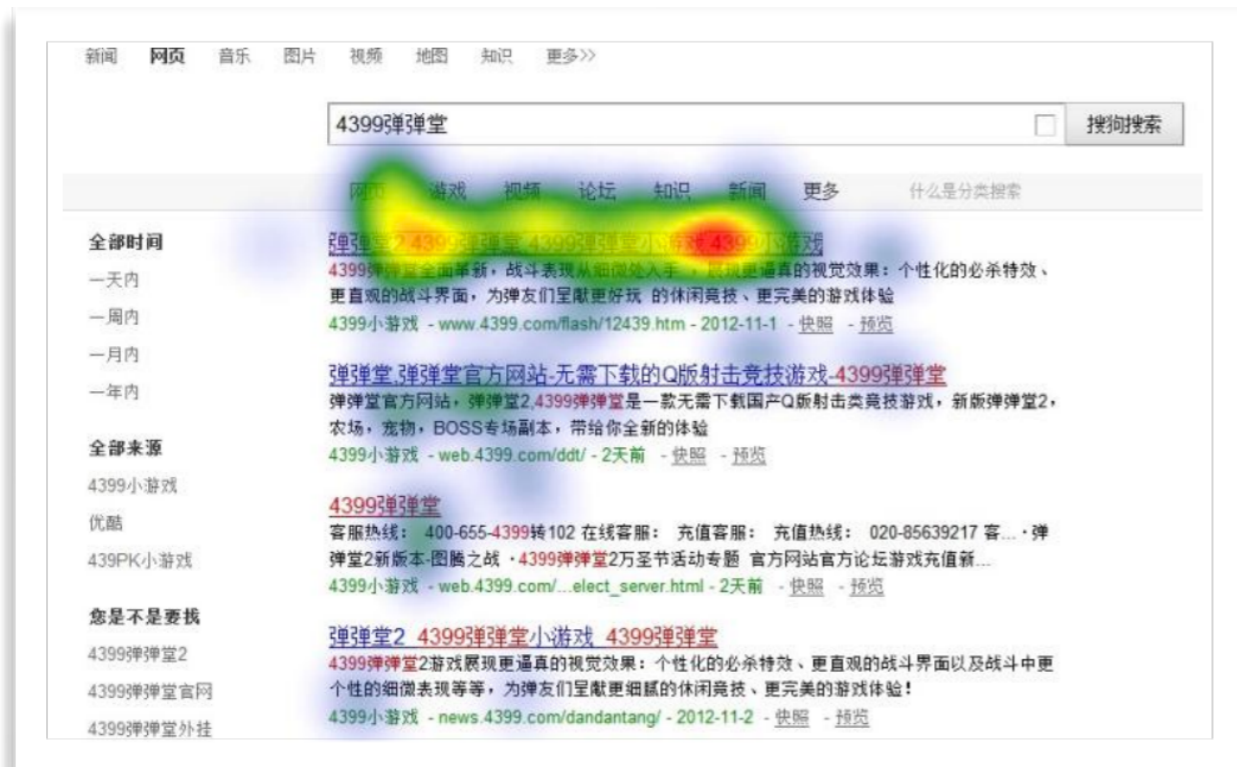 新闻 网页 音乐 图片 视频 地图 知识 更多>>
4399弹弹堂 搜狗搜索
网页 游戏 视频 论坛 知识 新闻 更多 什么是分类搜索
全部时间
一天内
一周内
一月内
一年内
全部来源
4399小游戏
优酷
439PK小游戏
您是不是要找
4399弹弹堂2
4399弹弹堂官网
4399弹弹堂外挂
弹弹堂2,4399弹弹堂,4399弹弹堂小游戏,4399小游戏
4399弹弹堂全面革新，战斗表现从细微处入手 ，展现更逼真的视觉效果：个性化的必杀特效、
更直观的战斗界面，为弹友们呈献更好玩 的休闲竞技、更完美的游戏体验
4399小游戏 - www.4399.com/flash/12439.htm - 2012-11-1 - 快照 - 预览
弹弹堂,弹弹堂官方网站-无需下载的Q版射击竞技游戏-4399弹弹堂
弹弹堂官方网站，弹弹堂2,4399弹弹堂是一款无需下载国产Q版射击类竞技游戏，新版弹弹堂2，
农场，宠物，BOSS专场副本，带给你全新的体验
4399小游戏 - web.4399.com/ddt/ - 2天前 - 快照 - 预览
4399弹弹堂
客服热线： 400-655-4399转102 在线客服： 充值客服： 充值热线： 020-85639217 客...·弹
弹堂2新版本-图腾之战 ·4399弹弹堂2万圣节活动专题 官方网站官方论坛游戏充值新...
4399小游戏 - web.4399.com/...elect_server.html - 2天前 - 快照 - 预览
弹弹堂2_4399弹弹堂小游戏_4399弹弹堂
4399弹弹堂2游戏展现更逼真的视觉效果：个性化的必杀特效、更直观的战斗界面以及战斗中更
个性的细微表现等等，为弹友们呈献更细腻的休闲竞技、更完美的游戏体验！
4399小游戏 - news.4399.com/dandantang/ - 2012-11-2 - 快照 - 预览